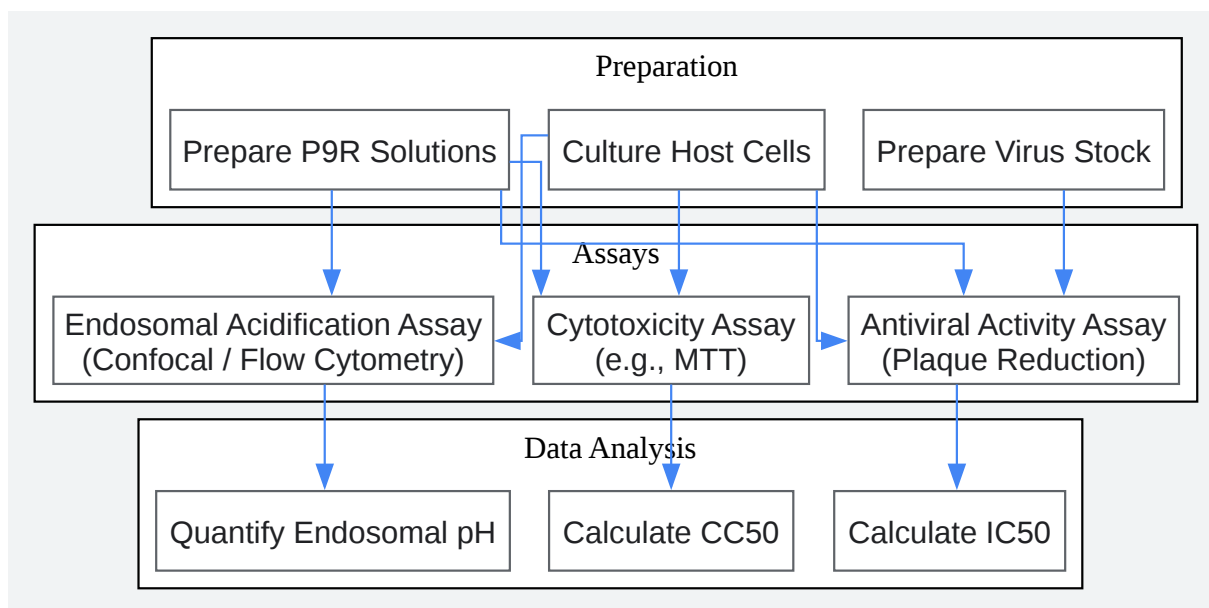 Preparation
Prepare P9R Solutions
Culture Host Cells
Prepare Virus Stock
Assays
Endosomal Acidification Assay
(Confocal / Flow Cytometry)
Cytotoxicity Assay
(e.g., MTT)
Antiviral Activity Assay
(Plaque Reduction)
Data Analysis
Quantify Endosomal pH
Calculate CC50
Calculate IC50